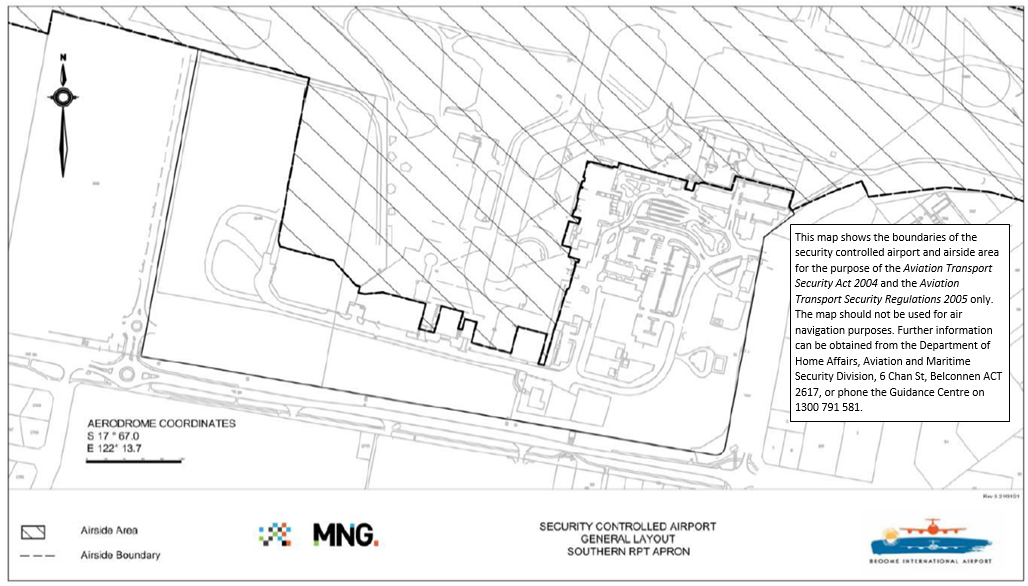 N
This map shows the boundaries of the
security controlled airport and airside area
for the purpose of the Aviation Transport
Security Act 2004 and the Aviation
Transport Security Regulations 2005 only.
The map should not be used for air
navigation purposes. Further information
can be obtained from the Department of
Home Affairs, Aviation and Maritime
Security Division, 6 Chan St, Belconnen ACT
2617, or phone the Guidance Centre on
1300 791 581.
AERODROME COORDINATES
S 17 ° 67.0
E 122° 13.7
Airside Area
Airside Boundary
MNG.
SECURITY CONTROLLED AIRPORT
GENERAL LAYOUT
SOUTHERN RPT APRON
BROOME INTERNATIONAL AIRPORT